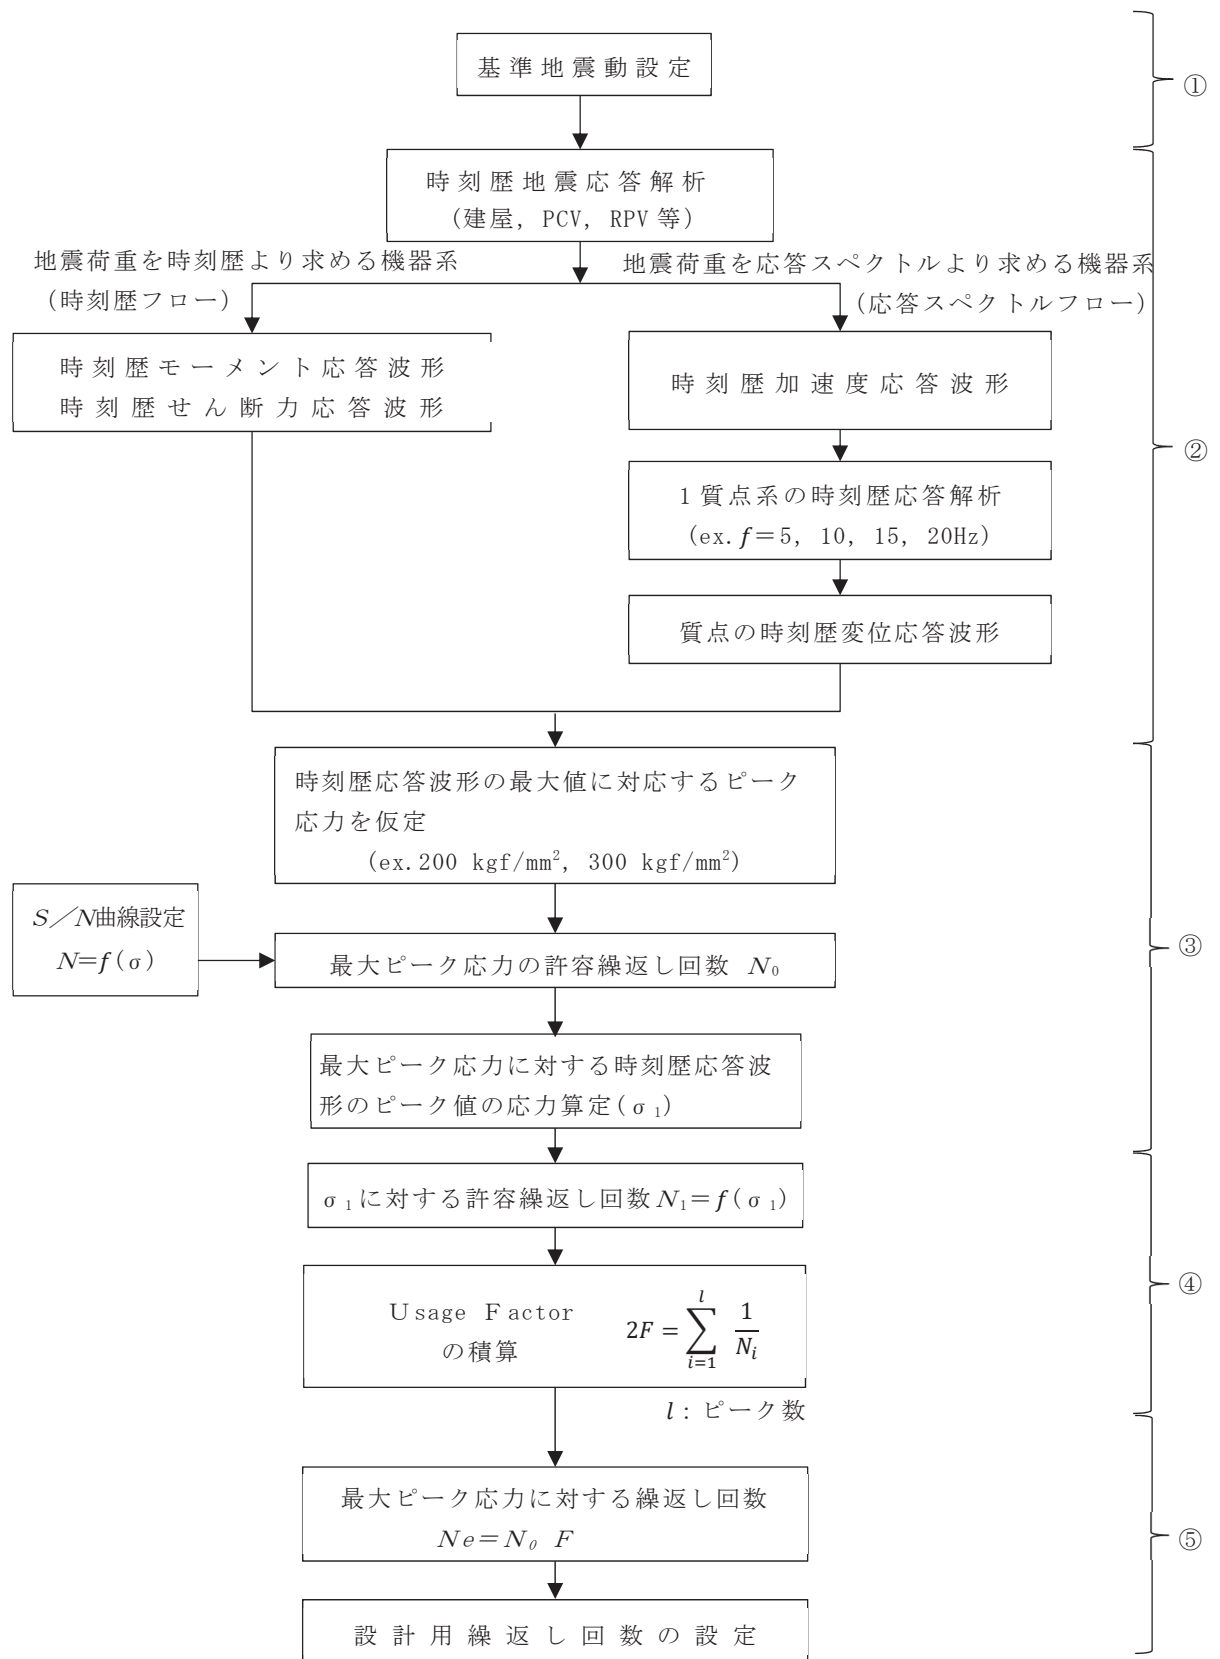 基準地震動設定
①
時刻歴地震応答解析
(建屋, PCV, RPV 等)
地震荷重を時刻歴より求める機器系
(時刻歴フロー)
地震荷重を応答スペクトルより求める機器系
(応答スペクトルフロー)
時刻歴モーメント応答波形
時刻歴せん断力応答波形
時刻歴加速度応答波形
②
1 質点系の時刻歴応答解析
(ex. f＝5, 10, 15, 20Hz)
質点の時刻歴変位応答波形
時刻歴応答波形の最大値に対応するピーク
応力を仮定
(ex. 200 kgf/mm², 300 kgf/mm²)
S／N曲線設定
N＝f(σ)
最大ピーク応力の許容繰返し回数 N₀
③
最大ピーク応力に対する時刻歴応答波
形のピーク値の応力算定(σ₁)
σ₁に対する許容繰返し回数N₁＝f(σ₁)
Usage Factor
の積算
2F = \sum_{i=1}^{l} \frac{1}{N_i}
④
l : ピーク数
最大ピーク応力に対する繰返し回数
Ne＝N₀ F
⑤
設計用繰返し回数の設定